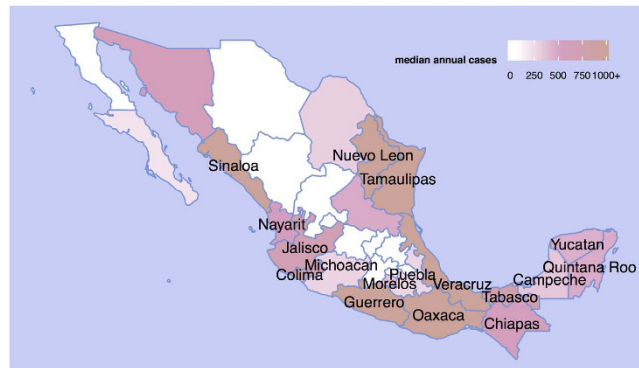 median annual cases
0 250 500 750 1000+
Nuevo Leon
Sinaloa
Tamaulipas
Nayarit
Yucatan
Jalisco
Quintana Roo
Michoacan
Colima
Puebla
Campeche
Morelos
Veracruz
Tabasco
Guerrero
Oaxaca
Chiapas